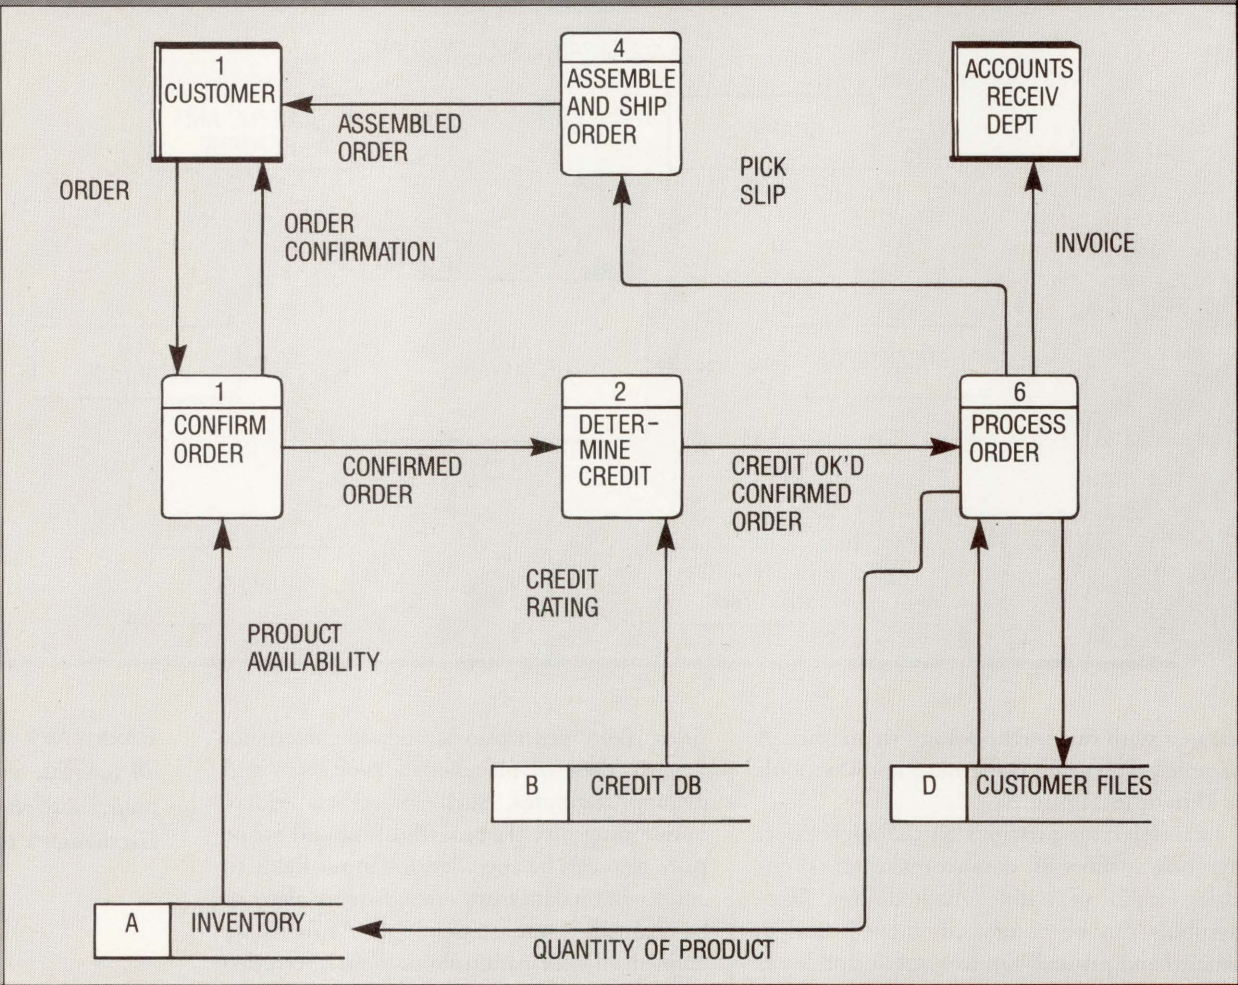 1
CUSTOMER
4
ASSEMBLE
AND SHIP
ORDER
ACCOUNTS
RECEIV
DEPT
ASSEMBLED
ORDER
ORDER
ORDER
CONFIRMATION
PICK
SLIP
INVOICE
1
CONFIRM
ORDER
CONFIRMED
ORDER
2
DETER-
MINE
CREDIT
CREDIT OK'D
CONFIRMED
ORDER
6
PROCESS
ORDER
PRODUCT
AVAILABILITY
CREDIT
RATING
B CREDIT DB
D CUSTOMER FILES
A INVENTORY
QUANTITY OF PRODUCT